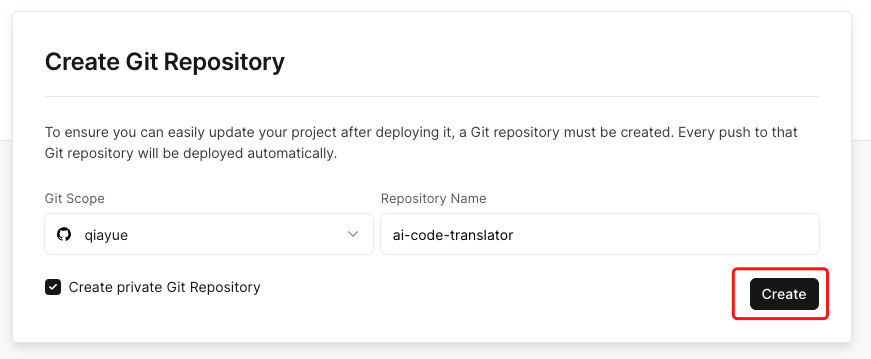 Create Git Repository
To ensure you can easily update your project after deploying it, a Git repository must be created. Every push to that
Git repository will be deployed automatically.
Git Scope
Repository Name
qiayue
ai-code-translator
Create private Git Repository
Create